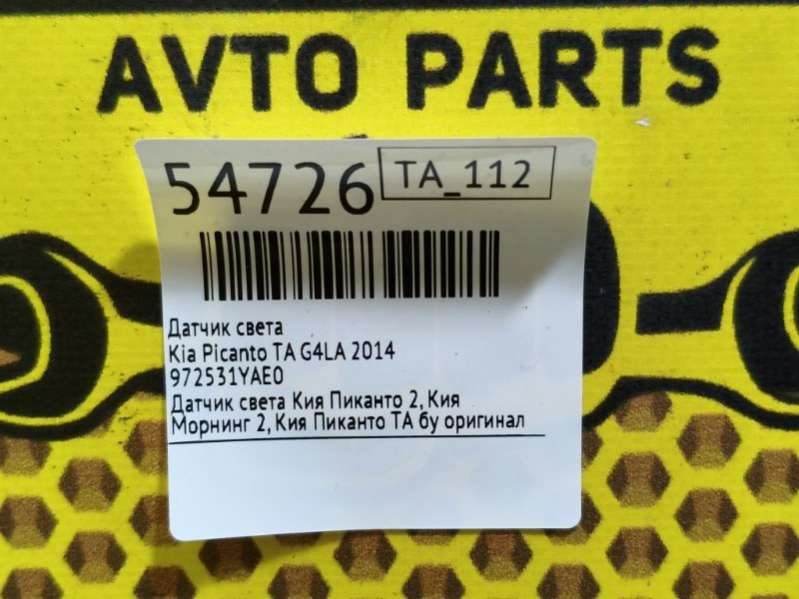 AVTO PARTS
54726 TA_112
Датчик света
Kia Picanto TA G4LA 2014
972531YAE0
Датчик света Кия Пиканто 2, Кия
Морнинг 2, Кия Пиканто ТА бу оригинал